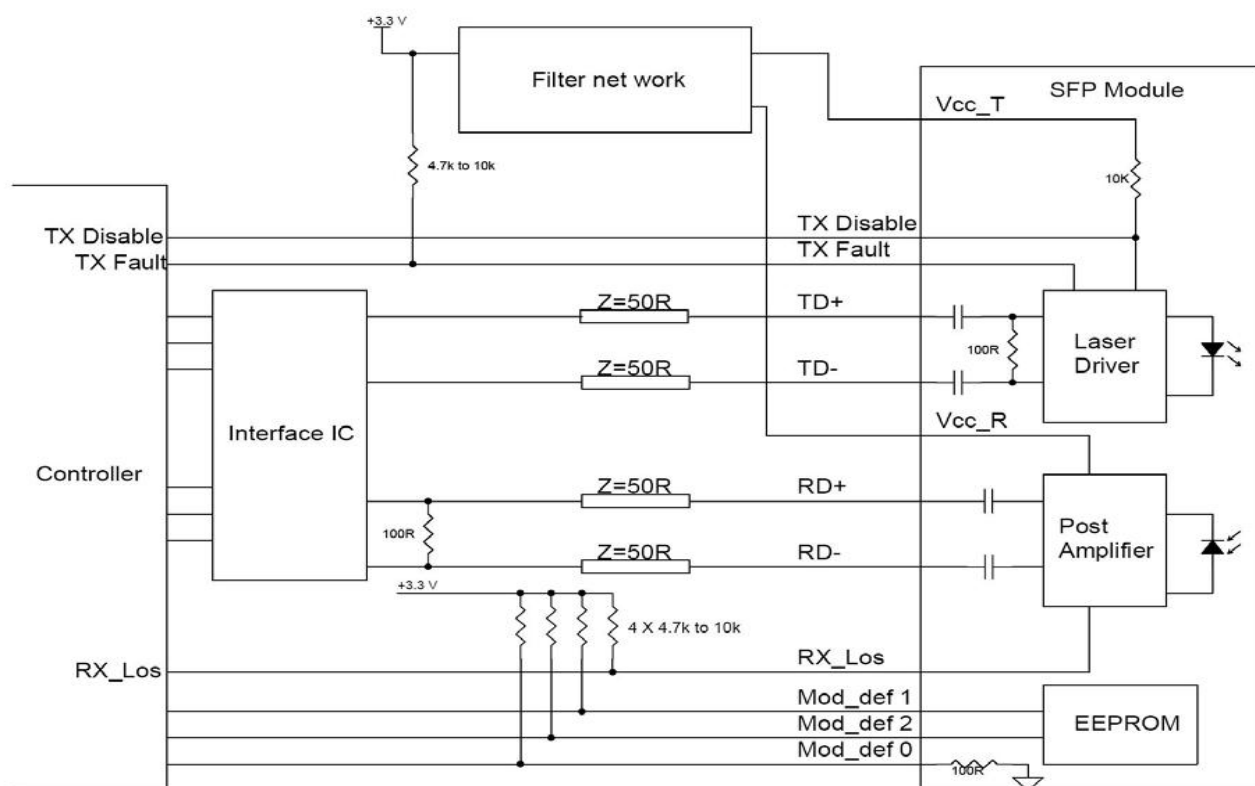 +3.3 V
Filter net work
SFP Module
Vcc_T
4.7k to 10k
10K
TX Disable
TX Disable
TX Fault
TX Fault
Z=50R
TD+
Laser
Driver
100R
Z=50R
TD-
Vcc_R
Interface IC
Controller
Z=50R
RD+
Post
Amplifier
100R
Z=50R
RD-
+3.3 V
4 X 4.7k to 10k
RX_Los
RX_Los
Mod_def 1
EEPROM
Mod_def 2
Mod_def 0
100R